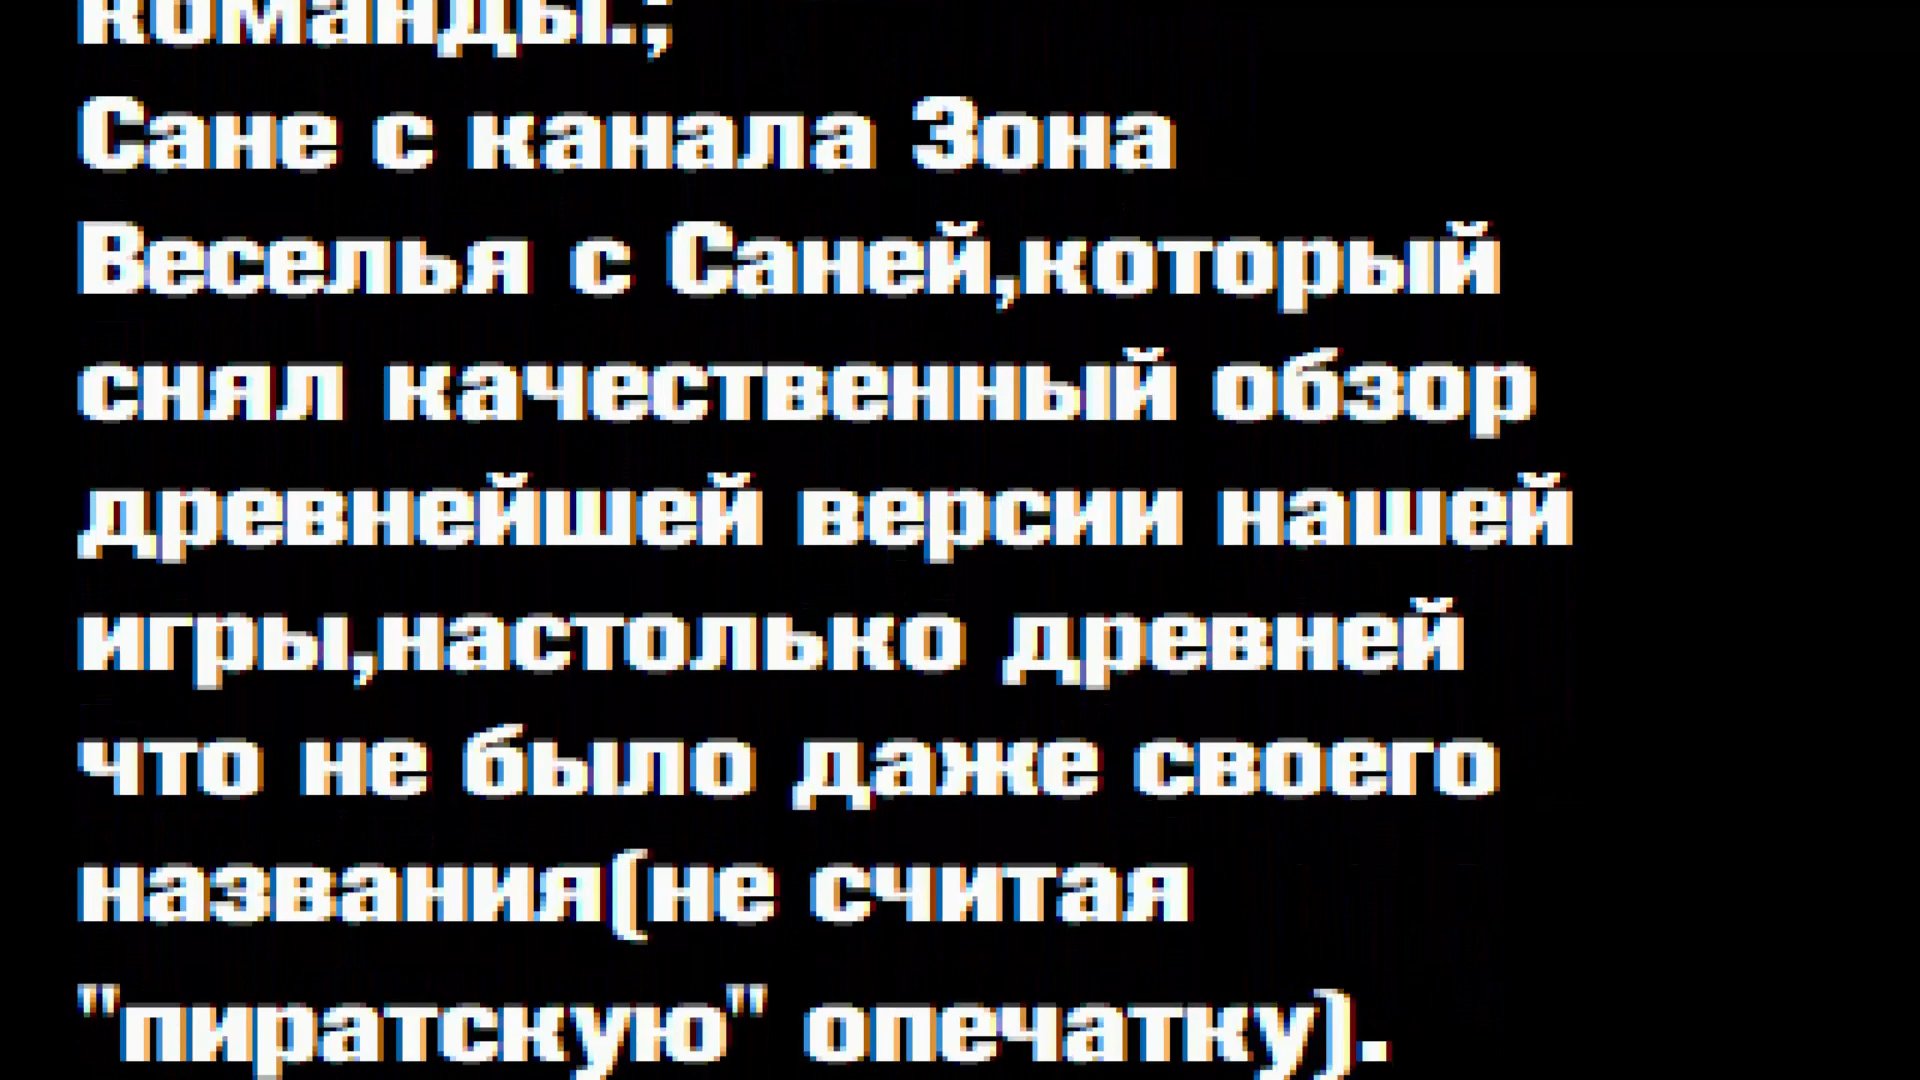 команды.;
Сане с канала Зона
Веселья с Саней,который
снял качественный обзор
древнейшей версии нашей
игры,настолько древней
что не было даже своего
названия(не считая
"пиратскую" опечатку).